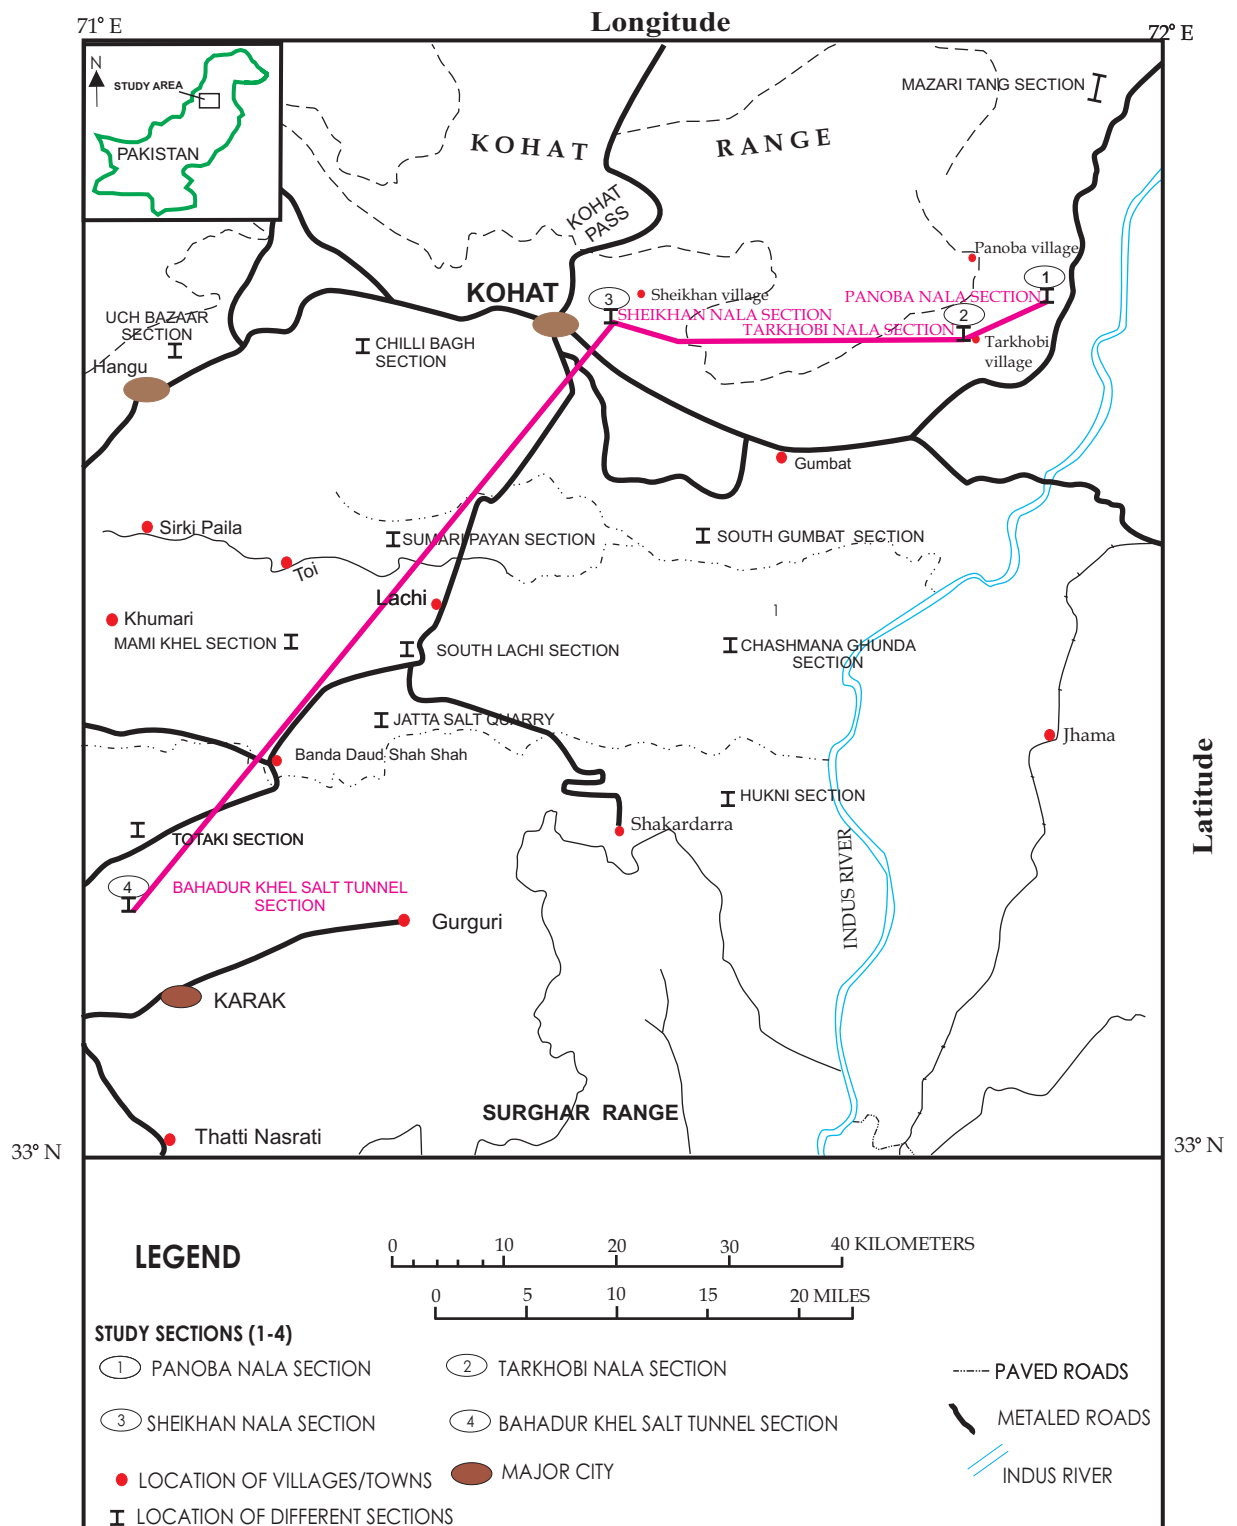 Longitude
71° E
72° E
N
STUDY AREA
PAKISTAN
MAZARI TANG SECTION
KOHAT RANGE
KOHAT
PASS
Panoba village
1
PANOBA NALA SECTION
KOHAT
3
Sheikhan village
SHEIKHAN NALA SECTION
2
TARKHOBI NALA SECTION
Tarkhobi
village
UCH BAZAAR
SECTION
CHILLI BAGH
SECTION
Hangu
Gumbat
Sirki Paila
SUMARI PAYAN SECTION
SOUTH GUMBAT SECTION
Toi
Lachi
1
Khumari
MAMI KHEL SECTION
SOUTH LACHI SECTION
CHASHMANA GHUNDA
SECTION
JATTA SALT QUARRY
Jhama
Banda Daud Shah Shah
Latitude
HUKNI SECTION
Shakardarra
TOTAKI SECTION
INDUS RIVER
4
BAHADUR KHEL SALT TUNNEL
SECTION
Gurguri
KARAK
SURGHAR RANGE
Thatti Nasrati
33° N
33° N
LEGEND
0 10 20 30 40 KILOMETERS
0 5 10 15 20 MILES
STUDY SECTIONS (1-4)
1 PANOBA NALA SECTION
2 TARKHOBI NALA SECTION
PAVED ROADS
3 SHEIKHAN NALA SECTION
4 BAHADUR KHEL SALT TUNNEL SECTION
METALED ROADS
LOCATION OF VILLAGES/TOWNS
MAJOR CITY
INDUS RIVER
LOCATION OF DIFFERENT SECTIONS